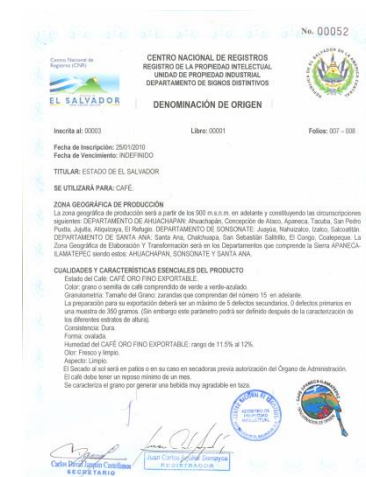 No. 00052
Centro Nacional de
Registros (CNR)
EL SALVADOR
CENTRO NACIONAL DE REGISTROS
REGISTRO DE LA PROPIEDAD INTELECTUAL
UNIDAD DE PROPIEDAD INDUSTRIAL
DEPARTAMENTO DE SIGNOS DISTINTIVOS
DENOMINACIÓN DE ORIGEN
Inscrita al: 00003 Libro: 00001 Folios: 007 – 008
Fecha de Inscripción: 25/01/2010
Fecha de Vencimiento: INDEFINIDO
TITULAR: ESTADO DE EL SALVADOR
SE UTILIZARÁ PARA: CAFÉ.
ZONA GEOGRÁFICA DE PRODUCCIÓN
La zona geográfica de producción será a partir de los 900 m.s.n.m. en adelante y constituyendo las circunscripciones
siguientes: DEPARTAMENTO DE AHUACHAPAN: Ahuachapán, Concepción de Ataco, Apaneca, Tacuba, San Pedro
Puxtla, Jujutla, Atiquizaya, El Refugio. DEPARTAMENTO DE SONSONATE: Juayúa, Nahuizalco, Izalco, Salcoatitán.
DEPARTAMENTO DE SANTA ANA: Santa Ana, Chalchuapa, San Sebastián Salitrillo, El Congo, Coatepeque. La
Zona Geográfica de Elaboración Y Transformación será en los Departamentos que comprende la Sierra APANECA-
ILAMATEPEC siendo estos: AHUACHAPAN, SONSONATE Y SANTA ANA.
CUALIDADES Y CARACTERÍSTICAS ESENCIALES DEL PRODUCTO
Estado del Café: CAFÉ ORO FINO EXPORTABLE.
Color: grano o semilla de café comprendido de verde a verde-azulado.
Granulometría: Tamaño del Grano: zarandas que comprendan del número 15 en adelante.
La preparación para su exportación deberá ser un máximo de 5 defectos secundarios, 0 defectos primarios en
una muestra de 350 gramos. (Sin embargo este parámetro podrá ser definido después de la caracterización de
los diferentes estratos de altura).
Consistencia: Dura.
Forma: ovalada.
Humedad del CAFÉ ORO FINO EXPORTABLE: rango de 11.5% al 12%.
Olor: Fresco y limpio.
Aspecto: Limpio.
El Secado al sol será en patios o en su caso en secadoras previa autorización del Órgano de Administración.
El café debe tener un reposo mínimo de un mes.
Se caracteriza el grano por generar una bebida muy agradable en taza.
REGISTRO DE
PROPIEDAD
INTELECTUAL
Castellanos
SECRETARIO
Juan Carlos Aguilar
REGISTRADOR